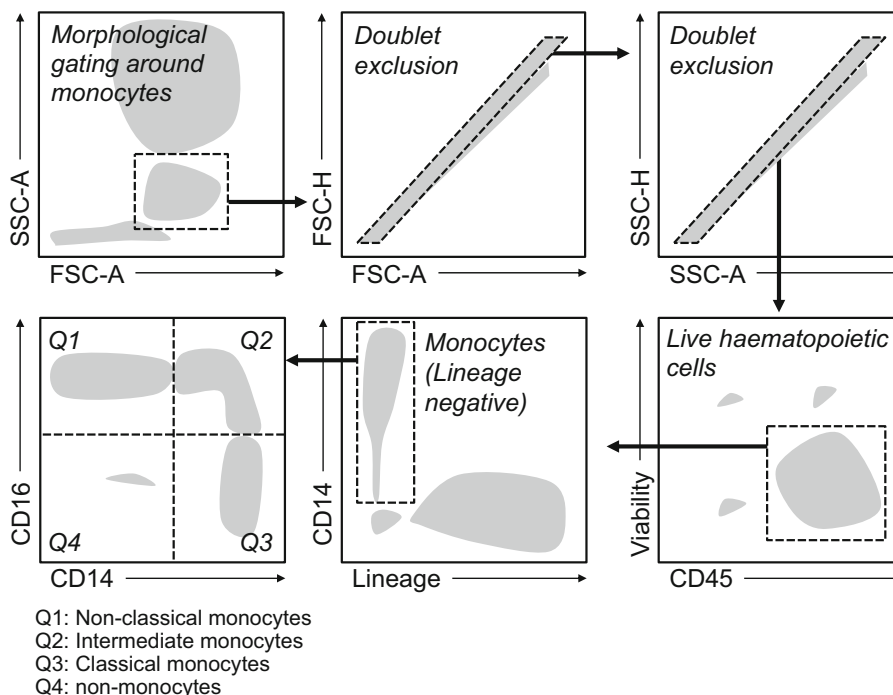 Morphological
gating around
monocytes
SSC-A
FSC-A
Doublet
exclusion
FSC-H
FSC-A
Doublet
exclusion
SSC-H
SSC-A
Q1
Q2
Q4
Q3
CD16
CD14
Monocytes
(Lineage
negative)
CD14
Lineage
Live haematopoietic
cells
Viability
CD45
Q1: Non-classical monocytes
Q2: Intermediate monocytes
Q3: Classical monocytes
Q4: non-monocytes